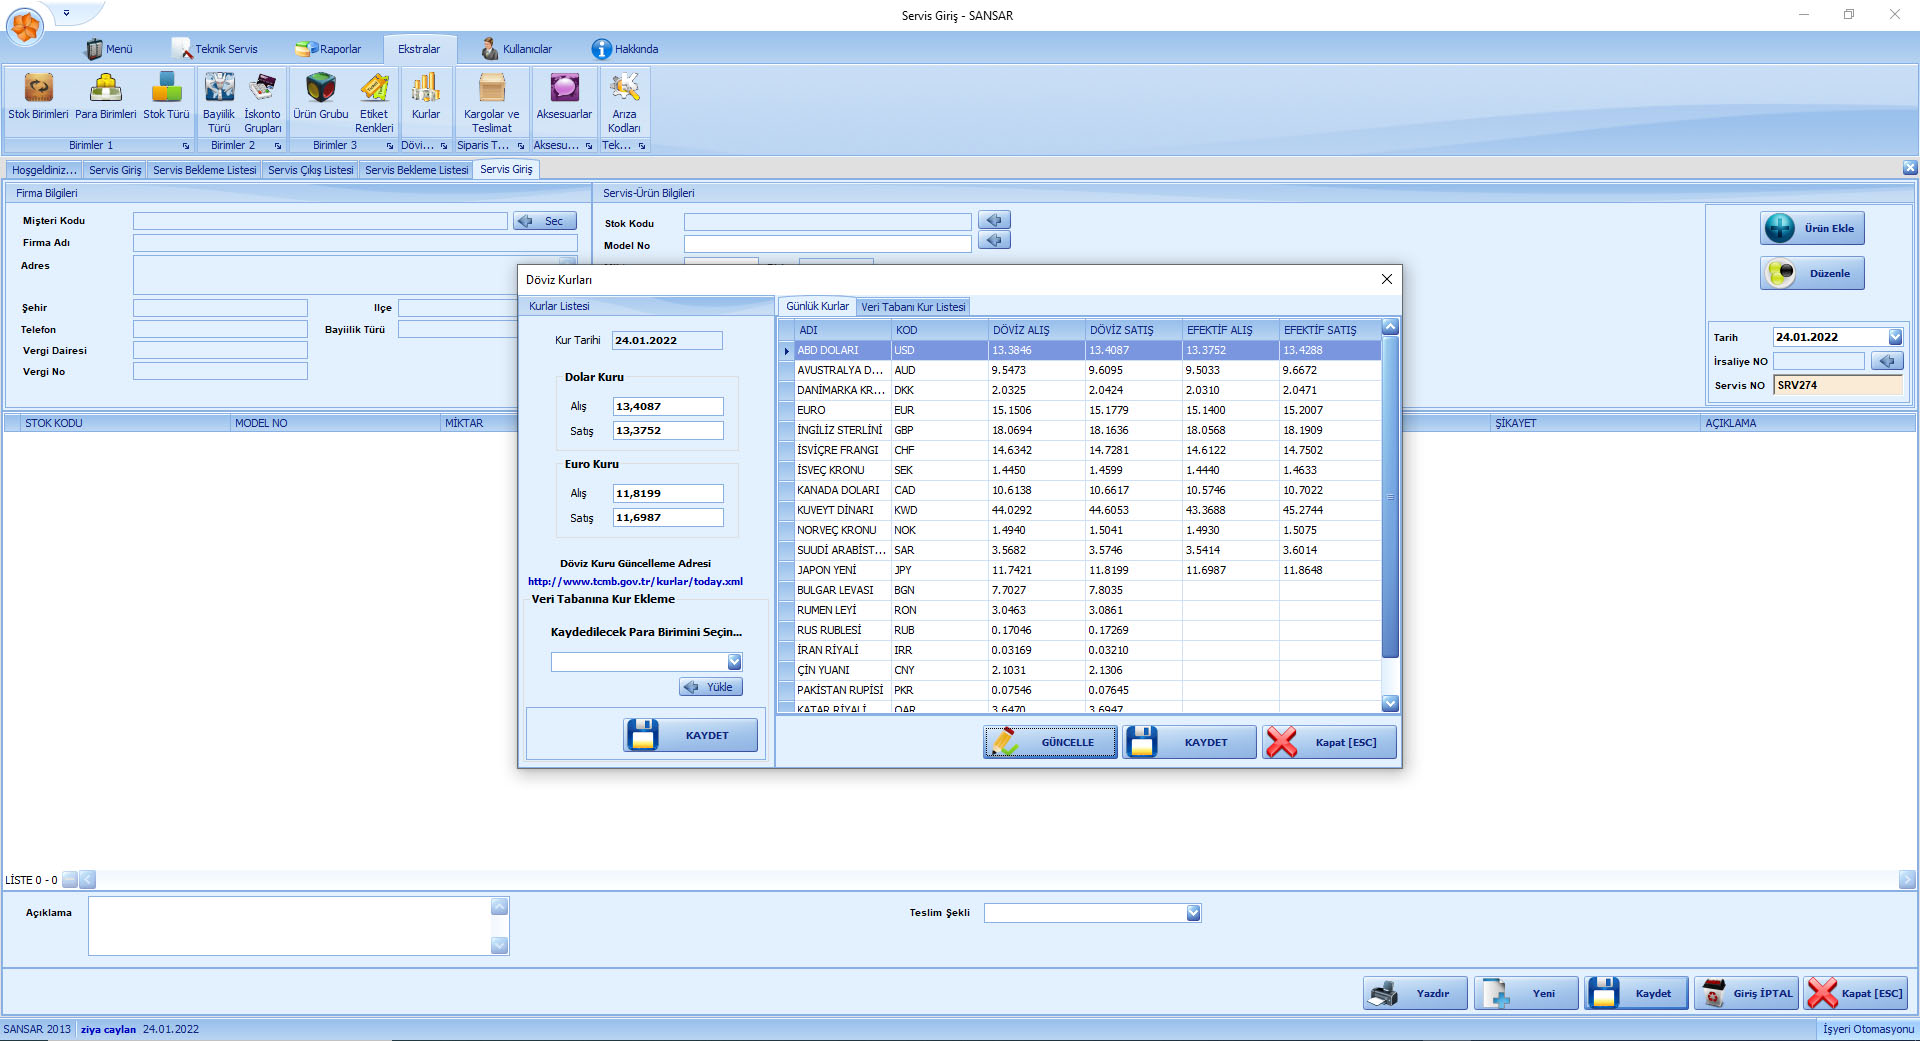 Servis Giriş - SANSAR
Menü Teknik Servis Raporlar Ekstralar Kullanıcılar Hakkında
Stok Birimleri Para Birimleri Stok Türü Bayiilik Türü İskonto Grupları Ürün Grubu Etiket Renkleri Kurlar Kargolar ve Teslimat Aksesuarlar Arıza Kodları
Birimler 1 Birimler 2 Birimler 3 Dövi... Siparis T... Aksesu... Tek...
Hoşgeldiniz... Servis Giriş Servis Bekleme Listesi Servis Çıkış Listesi Servis Bekleme Listesi Servis Giriş
Firma Bilgileri
Mişteri Kodu Sec
Firma Adı
Adres
Şehir Ilçe
Telefon Bayiilik Türü
Vergi Dairesi
Vergi No
Servis-Ürün Bilgileri
Stok Kodu
Model No
Ürün Ekle
Düzenle
Tarih 24.01.2022
İrsaliye NO
Servis NO SRV274
STOK KODU MODEL NO MİKTAR ŞİKAYET AÇIKLAMA
Döviz Kurları
Kurlar Listesi
Kur Tarihi 24.01.2022
Dolar Kuru
Alış 13,4087
Satış 13,3752
Euro Kuru
Alış 11,8199
Satış 11,6987
Döviz Kuru Güncelleme Adresi
http://www.tcmb.gov.tr/kurlar/today.xml
Veri Tabanına Kur Ekleme
Kaydedilecek Para Birimini Seçin...
Yükle
KAYDET
Günlük Kurlar Veri Tabanı Kur Listesi
ADI KOD DÖVİZ ALIŞ DÖVİZ SATIŞ EFEKTİF ALIŞ EFEKTİF SATIŞ
ABD DOLARI USD 13.3846 13.4087 13.3752 13.4288
AVUSTRALYA D... AUD 9.5473 9.6095 9.5033 9.6672
DANİMARKA KR... DKK 2.0325 2.0424 2.0310 2.0471
EURO EUR 15.1506 15.1779 15.1400 15.2007
İNGİLİZ STERLİNİ GBP 18.0694 18.1636 18.0568 18.1909
İSVİÇRE FRANGI CHF 14.6342 14.7281 14.6122 14.7502
İSVEÇ KRONU SEK 1.4450 1.4599 1.4440 1.4633
KANADA DOLARI CAD 10.6138 10.6617 10.5746 10.7022
KUVEYT DİNARI KWD 44.0292 44.6053 43.3688 45.2744
NORVEÇ KRONU NOK 1.4940 1.5041 1.4930 1.5075
SUUDİ ARABİST... SAR 3.5682 3.5746 3.5414 3.6014
JAPON YENİ JPY 11.7421 11.8199 11.6987 11.8648
BULGAR LEVASI BGN 7.7027 7.8035
RUMEN LEYİ RON 3.0463 3.0861
RUS RUBLESİ RUB 0.17046 0.17269
İRAN RİYALİ IRR 0.03169 0.03210
ÇİN YUANI CNY 2.1031 2.1306
PAKİSTAN RUPİSİ PKR 0.07546 0.07645
KATAR RİYALİ QAR 3.6470 3.6947
GÜNCELLE KAYDET Kapat [ESC]
LİSTE 0 - 0
Açıklama Teslim Şekli
Yazdır Yeni Kaydet Giriş İPTAL Kapat [ESC]
SANSAR 2013 ziya caylan 24.01.2022 İşyeri Otomasyonu